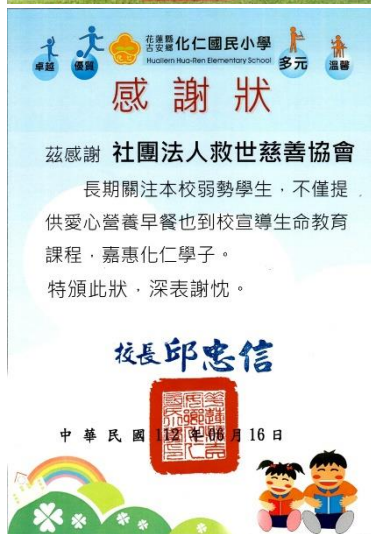 花蓮縣吉安鄉化仁國民小學
Hualien Hua-Ren Elementary School
卓越 優質 多元 溫馨
感謝狀
茲感謝 社團法人救世慈善協會
長期關注本校弱勢學生，不僅提
供愛心營養早餐也到校宣導生命教育
課程，嘉惠化仁學子。
特頒此狀，深表謝忱。
校長邱忠信
中華民國112年06月16日